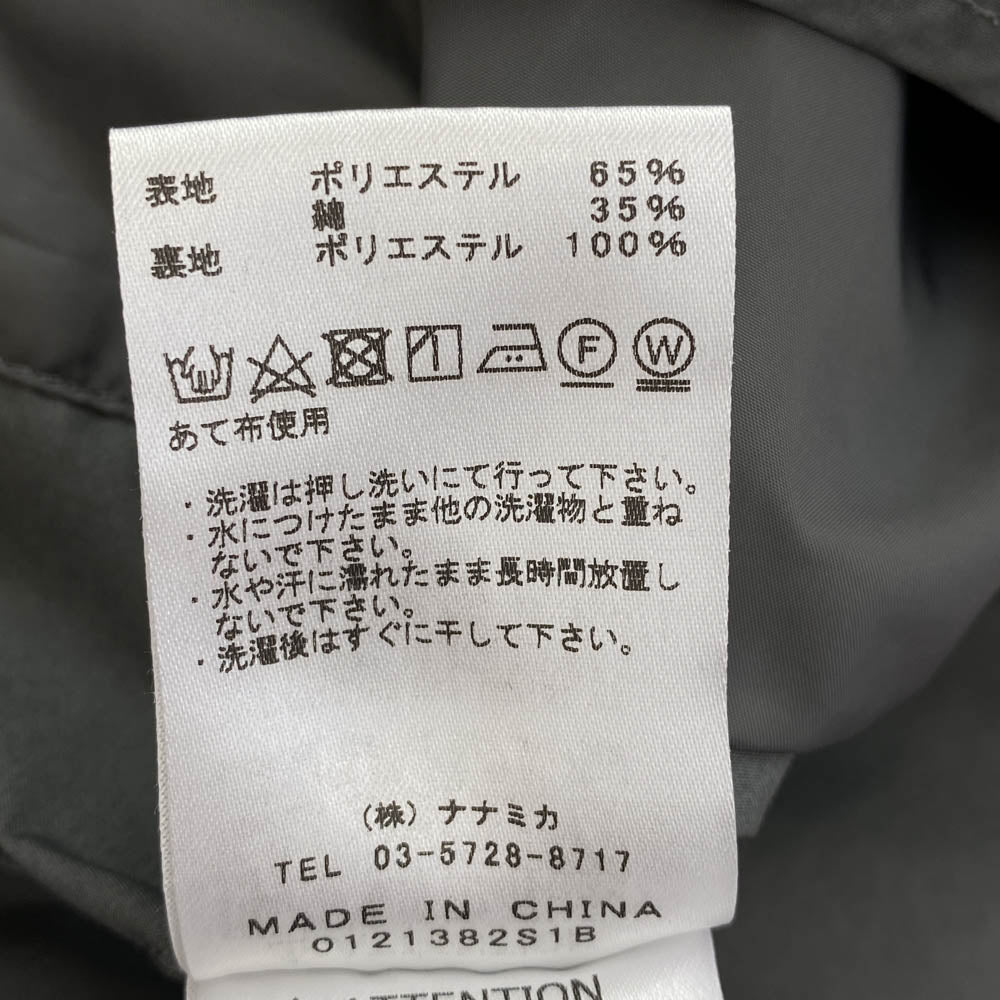 表地 ポリエステル 65%
綿 35%
裏地 ポリエステル 100%
F W
あて布使用
・洗濯は押し洗いにて行って下さい。
・水につけたまま他の洗濯物と重ね
ないで下さい。
・水や汗に濡れたまま長時間放置し
ないで下さい。
・洗濯後はすぐに干して下さい。
(株) ナナミカ
TEL 03-5728-8717
MADE IN CHINA
0121382S1B
ATTENTION